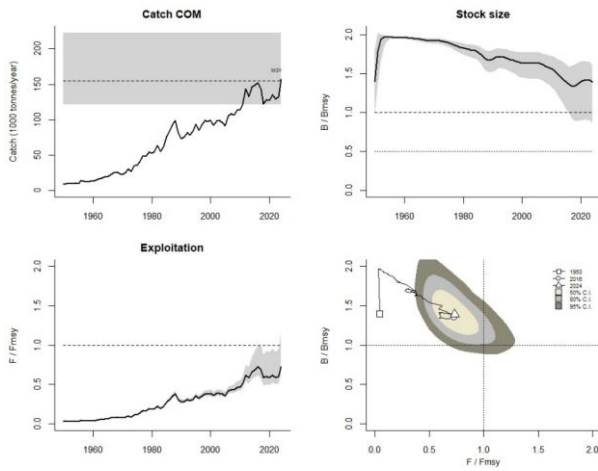 Catch COM
Catch (1000 tonnes/year)
0 50 100 150 200
MSY
1960 1980 2000 2020
Stock size
B / Bmsy
0.0 0.5 1.0 1.5 2.0
1960 1980 2000 2020
Exploitation
F / Fmsy
0.0 0.5 1.0 1.5 2.0
1960 1980 2000 2020
B / Bmsy
0.0 0.5 1.0 1.5 2.0
1950
2016
2024
50% C.I.
80% C.I.
95% C.I.
0.0 0.5 1.0 1.5 2.0
F / Fmsy